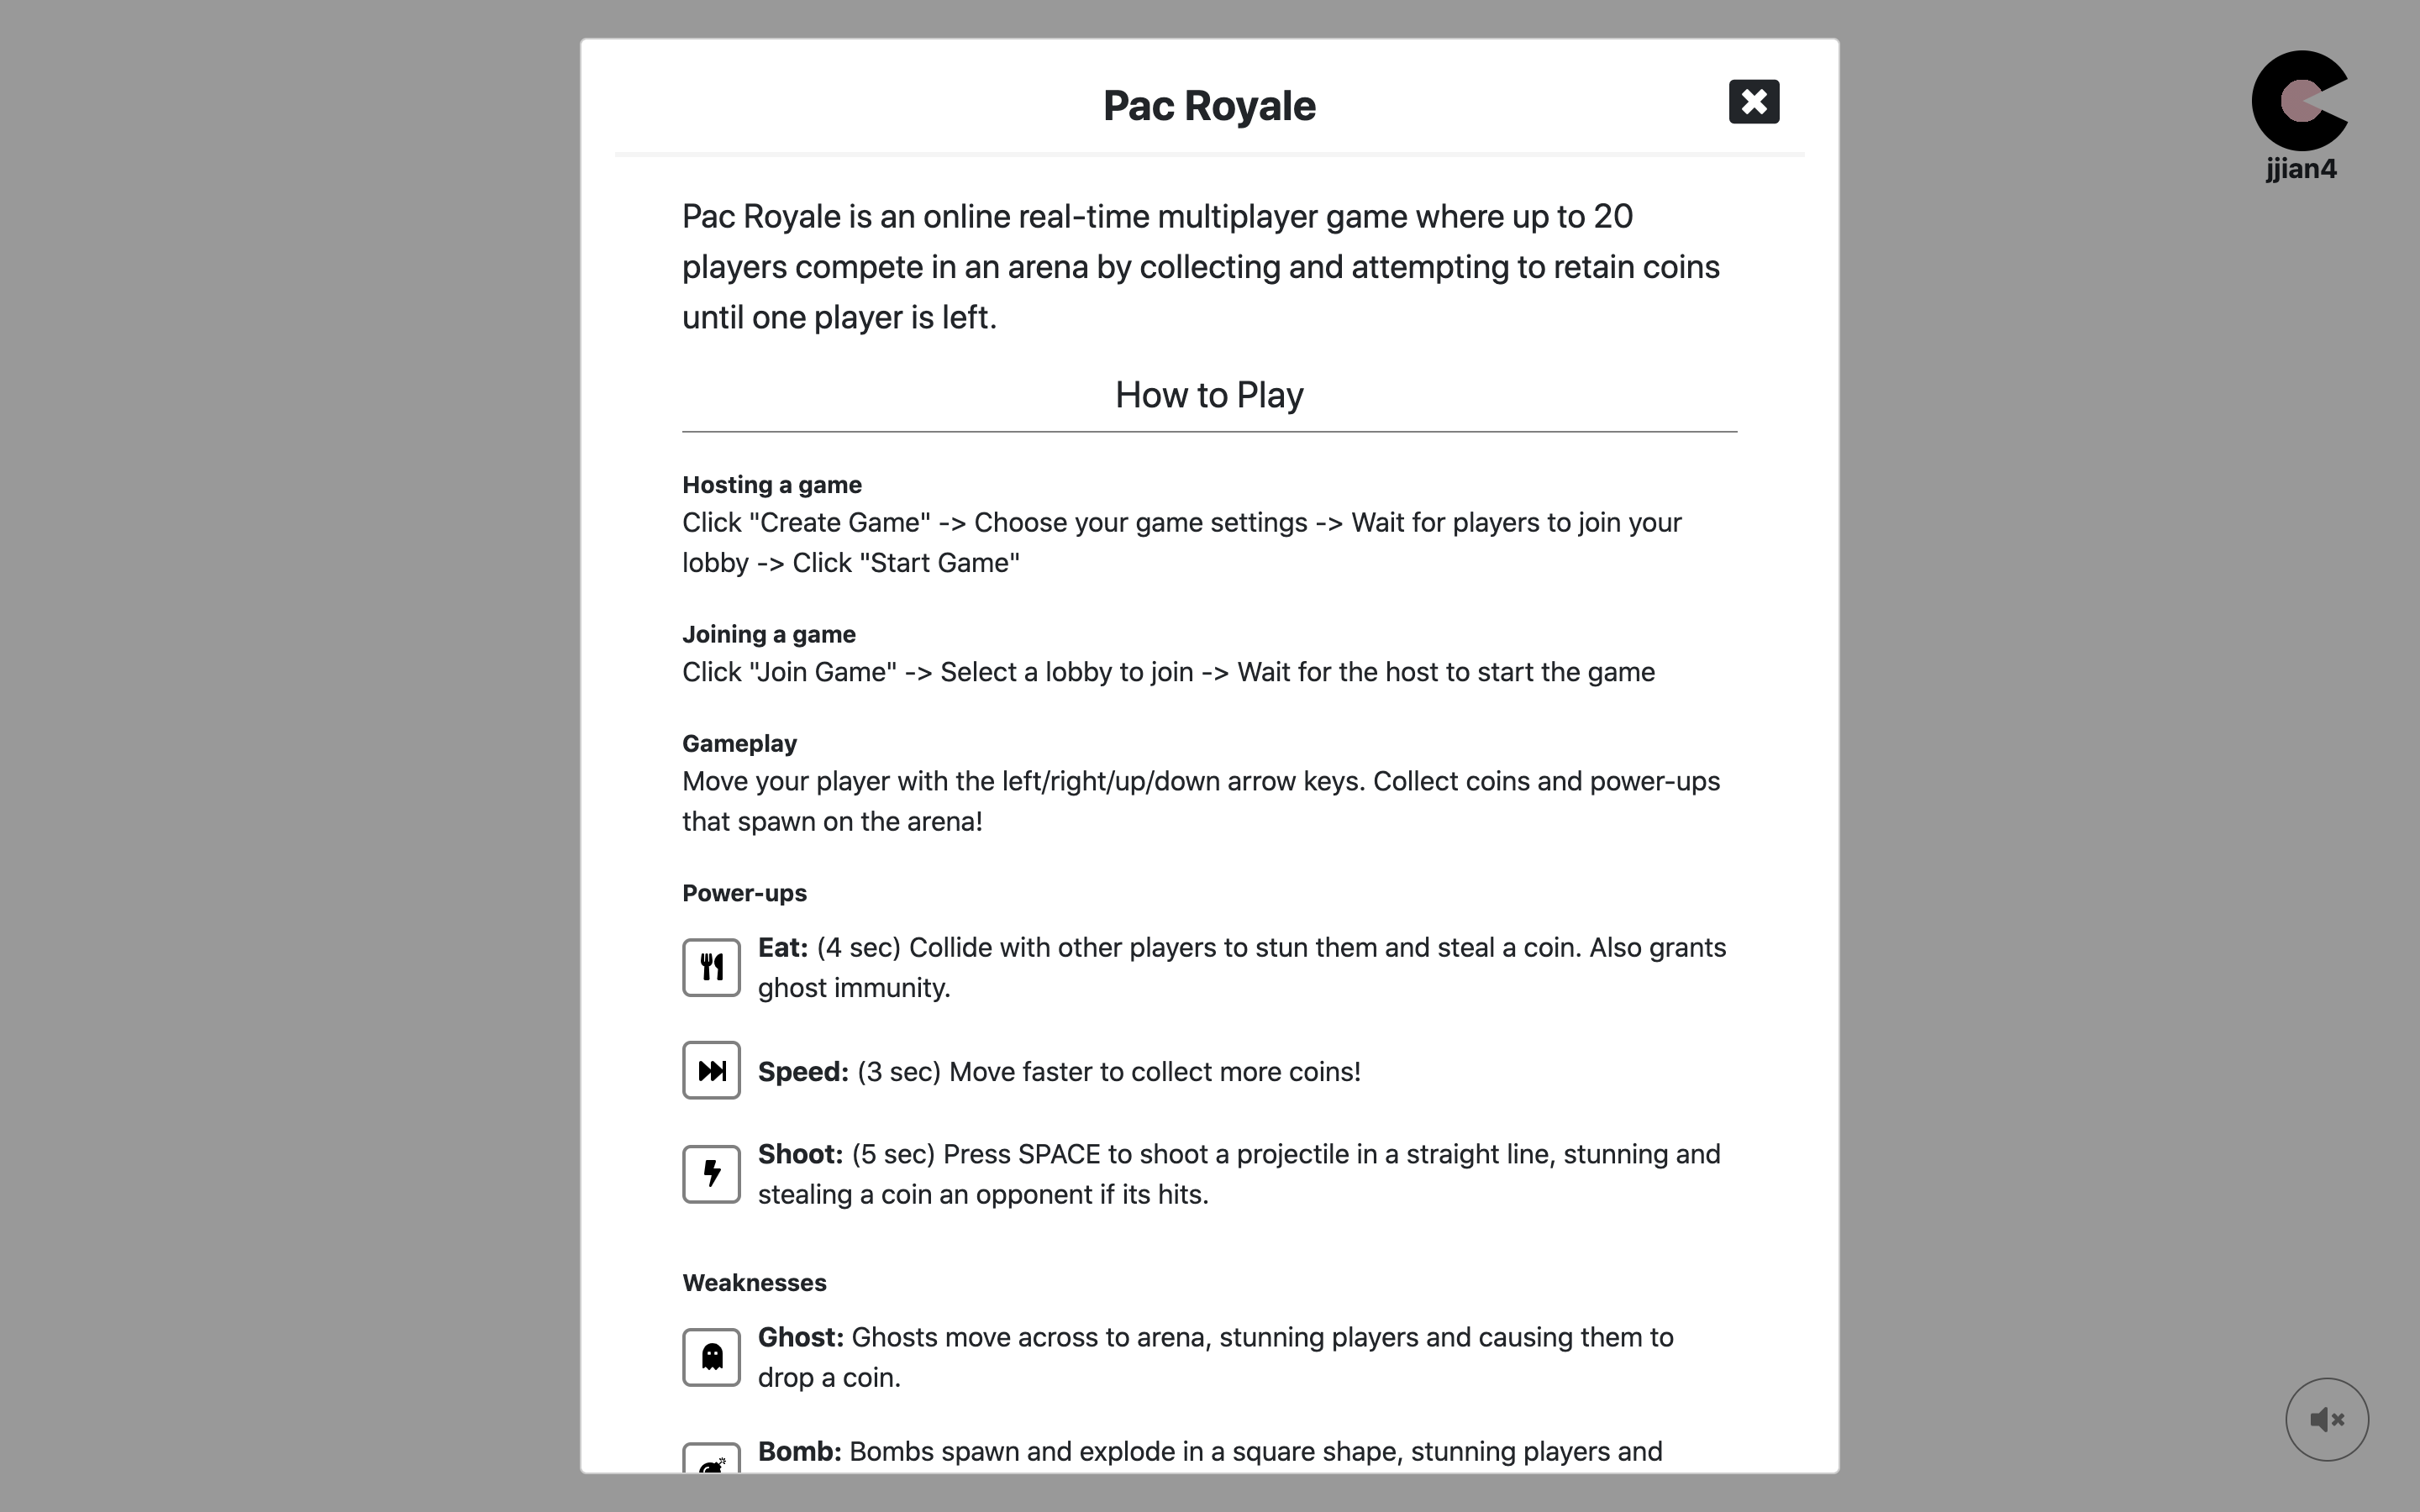 Pac Royale
jjian4
Pac Royale is an online real-time multiplayer game where up to 20
players compete in an arena by collecting and attempting to retain coins
until one player is left.
How to Play
Hosting a game
Click "Create Game" -> Choose your game settings -> Wait for players to join your
lobby -> Click "Start Game"
Joining a game
Click "Join Game" -> Select a lobby to join -> Wait for the host to start the game
Gameplay
Move your player with the left/right/up/down arrow keys. Collect coins and power-ups
that spawn on the arena!
Power-ups
Eat: (4 sec) Collide with other players to stun them and steal a coin. Also grants
ghost immunity.
Speed: (3 sec) Move faster to collect more coins!
Shoot: (5 sec) Press SPACE to shoot a projectile in a straight line, stunning and
stealing a coin an opponent if its hits.
Weaknesses
Ghost: Ghosts move across to arena, stunning players and causing them to
drop a coin.
Bomb: Bombs spawn and explode in a square shape, stunning players and